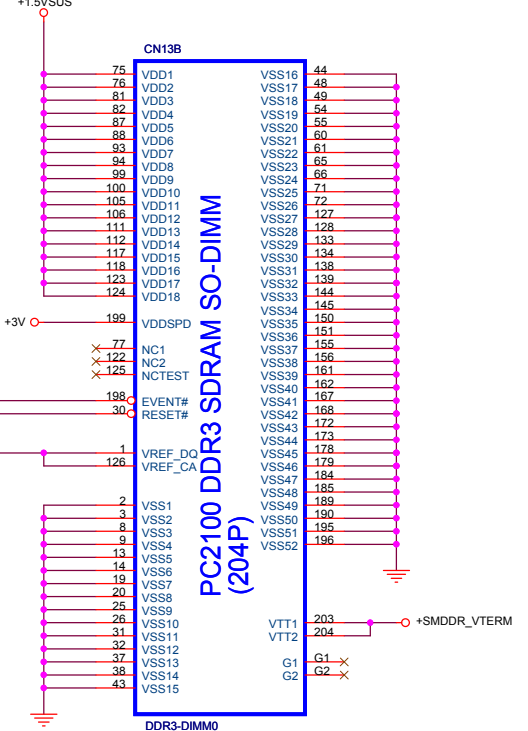 +1.5VSUS
CN13B
75 VDD1 VSS16 44
76 VDD2 VSS17 48
81 VDD3 VSS18 49
82 VDD4 VSS19 54
87 VDD5 VSS20 55
88 VDD6 VSS21 60
93 VDD7 VSS22 61
94 VDD8 VSS23 65
99 VDD9 VSS24 66
100 VDD10 VSS25 71
105 VDD11 VSS26 72
106 VDD12 VSS27 127
111 VDD13 VSS28 128
112 VDD14 VSS29 133
117 VDD15 VSS30 134
118 VDD16 VSS31 138
123 VDD17 VSS32 139
124 VDD18 VSS33 144
VSS34 145
+3V 199 VDDSPD VSS35 150
VSS36 151
77 NC1 VSS37 155
122 NC2 VSS38 156
125 NCTEST VSS39 161
VSS40 162
198 EVENT# VSS41 167
30 RESET# VSS42 168
VSS43 172
VSS44 173
1 VREF_DQ VSS45 178
126 VREF_CA VSS46 179
VSS47 184
VSS48 185
2 VSS1 VSS49 189
3 VSS2 VSS50 190
8 VSS3 VSS51 195
9 VSS4 VSS52 196
13 VSS5
14 VSS6
19 VSS7
20 VSS8
25 VSS9
26 VSS10 VTT1 203 +SMDDR_VTERM
31 VSS11 VTT2 204
32 VSS12
37 VSS13 G1 G1
38 VSS14 G2 G2
43 VSS15
PC2100 DDR3 SDRAM SO-DIMM
(204P)
DDR3-DIMM0